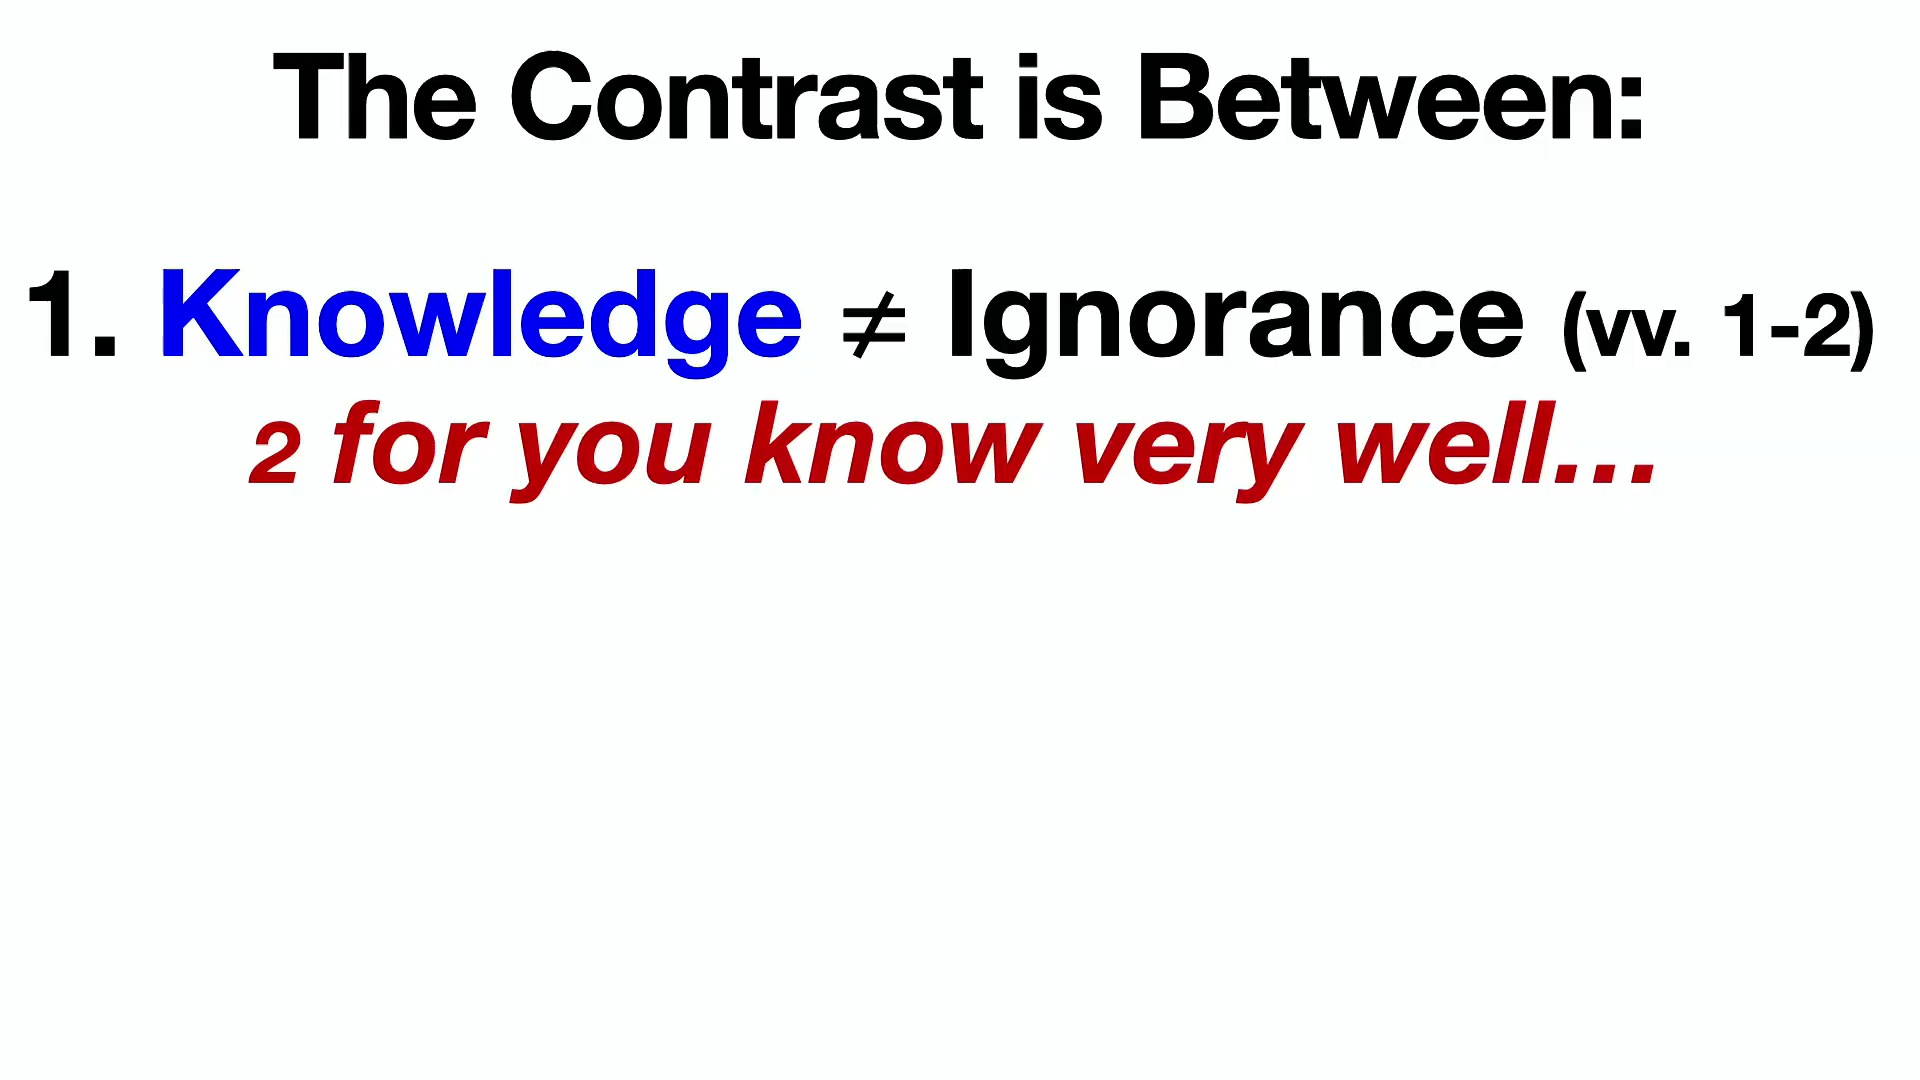 The Contrast is Between:
1. Knowledge ≠ Ignorance (vv. 1-2)
2 for you know very well…